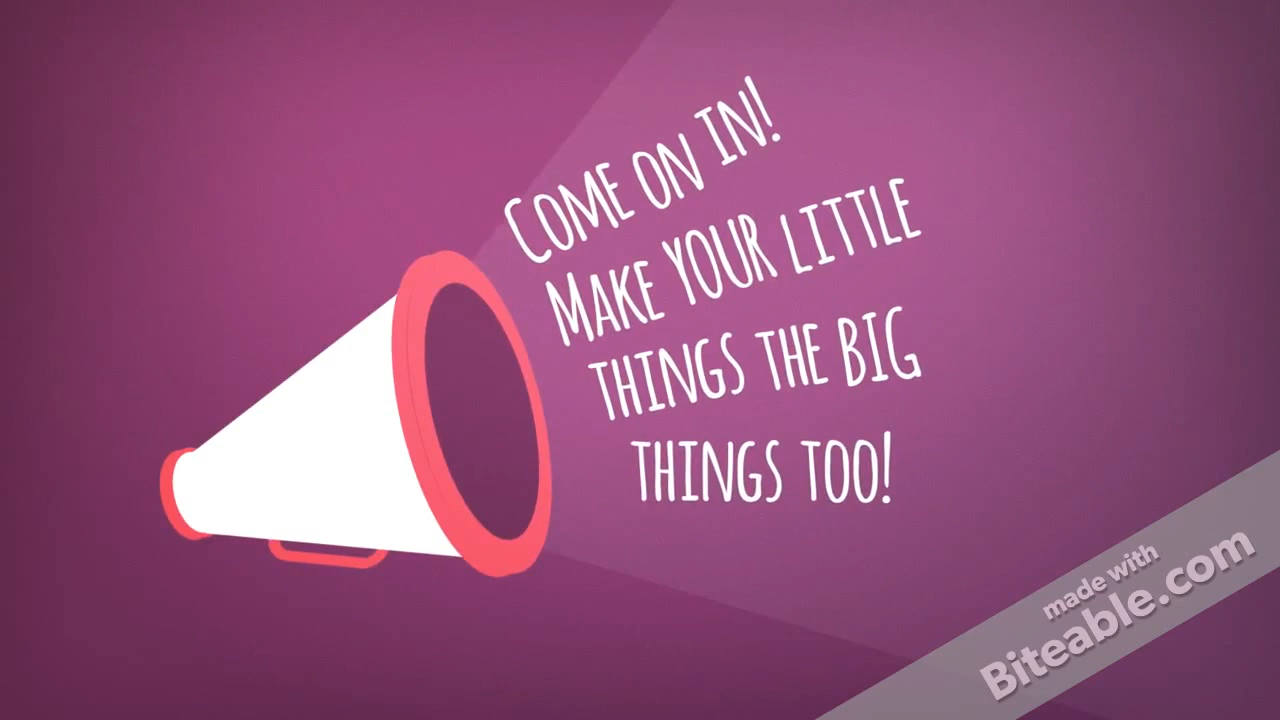 COME ON IN!
MAKE YOUR LITTLE
THINGS THE BIG
THINGS TOO!
made with
Biteable.com